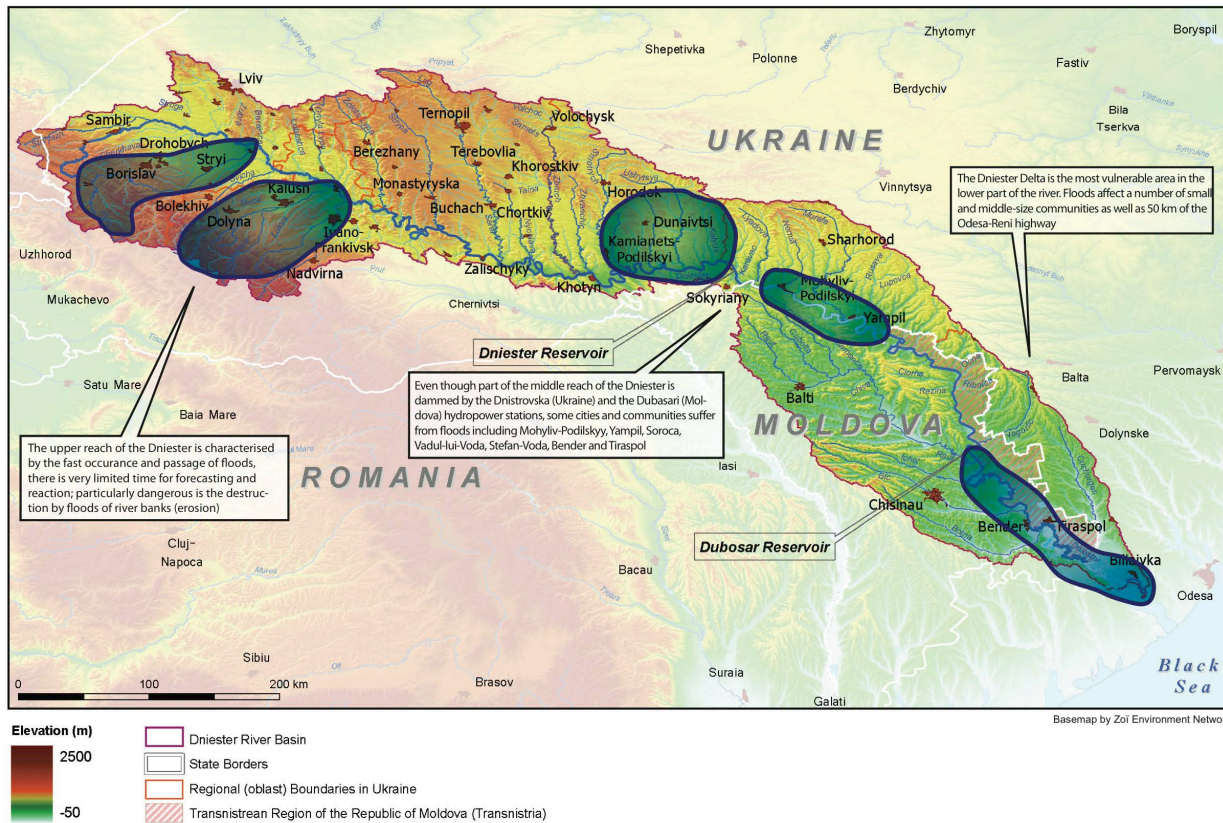 Zhytomyr
Boryspil
Shepetivka
Polonne
Fastiv
Berdychiv
Bila
Tserkva
Lviv
Ternopil
Volochysk
UKRAINE
Sambir
Drohobych
Stryi
Berezhany
Terebovlia
Khorostkiv
Vinnytsya
Borislav
Bolekhiv
Kalush
Monastyryska
Horodok
Dolyna
Buchach
Chortkiv
Dunaivtsi
Sharhorod
Uzhhorod
Ivano-
Frankivsk
Kamianets-
Podilskyi
Nadvirna
Zalischyky
Khotyn
Mukachevo
Chernivtsi
Sokyriany
Mohyliv-
Podilskyi
Yampil
The Dniester Delta is the most vulnerable area in the
lower part of the river. Floods affect a number of small
and middle-size communities as well as 50 km of the
Odesa-Reni highway
Dniester Reservoir
Satu Mare
Baia Mare
Balti
Balta
Pervomaysk
Even though part of the middle reach of the Dniester is
dammed by the Dnistrovska (Ukraine) and the Dubasari (Mol-
dova) hydropower stations, some cities and communities suffer
from floods including Mohyliv-Podilskyy, Yampil, Soroca,
Vadul-lui-Voda, Stefan-Voda, Bender and Tiraspol
MOLDOVA
Dolynske
The upper reach of the Dniester is characterised
by the fast occurance and passage of floods,
there is very limited time for forecasting and
reaction; particularly dangerous is the destruc-
tion by floods of river banks (erosion)
ROMANIA
Iasi
Chisinau
Bender
Tiraspol
Dubosar Reservoir
Cluj-
Napoca
Bacau
Biliaivka
Odesa
Sibiu
Brasov
Suraia
Galati
Black
Sea
0 100 200 km
Basemap by Zoï Environment Networ
Elevation (m)
2500
-50
Dniester River Basin
State Borders
Regional (oblast) Boundaries in Ukraine
Transnistrean Region of the Republic of Moldova (Transnistria)